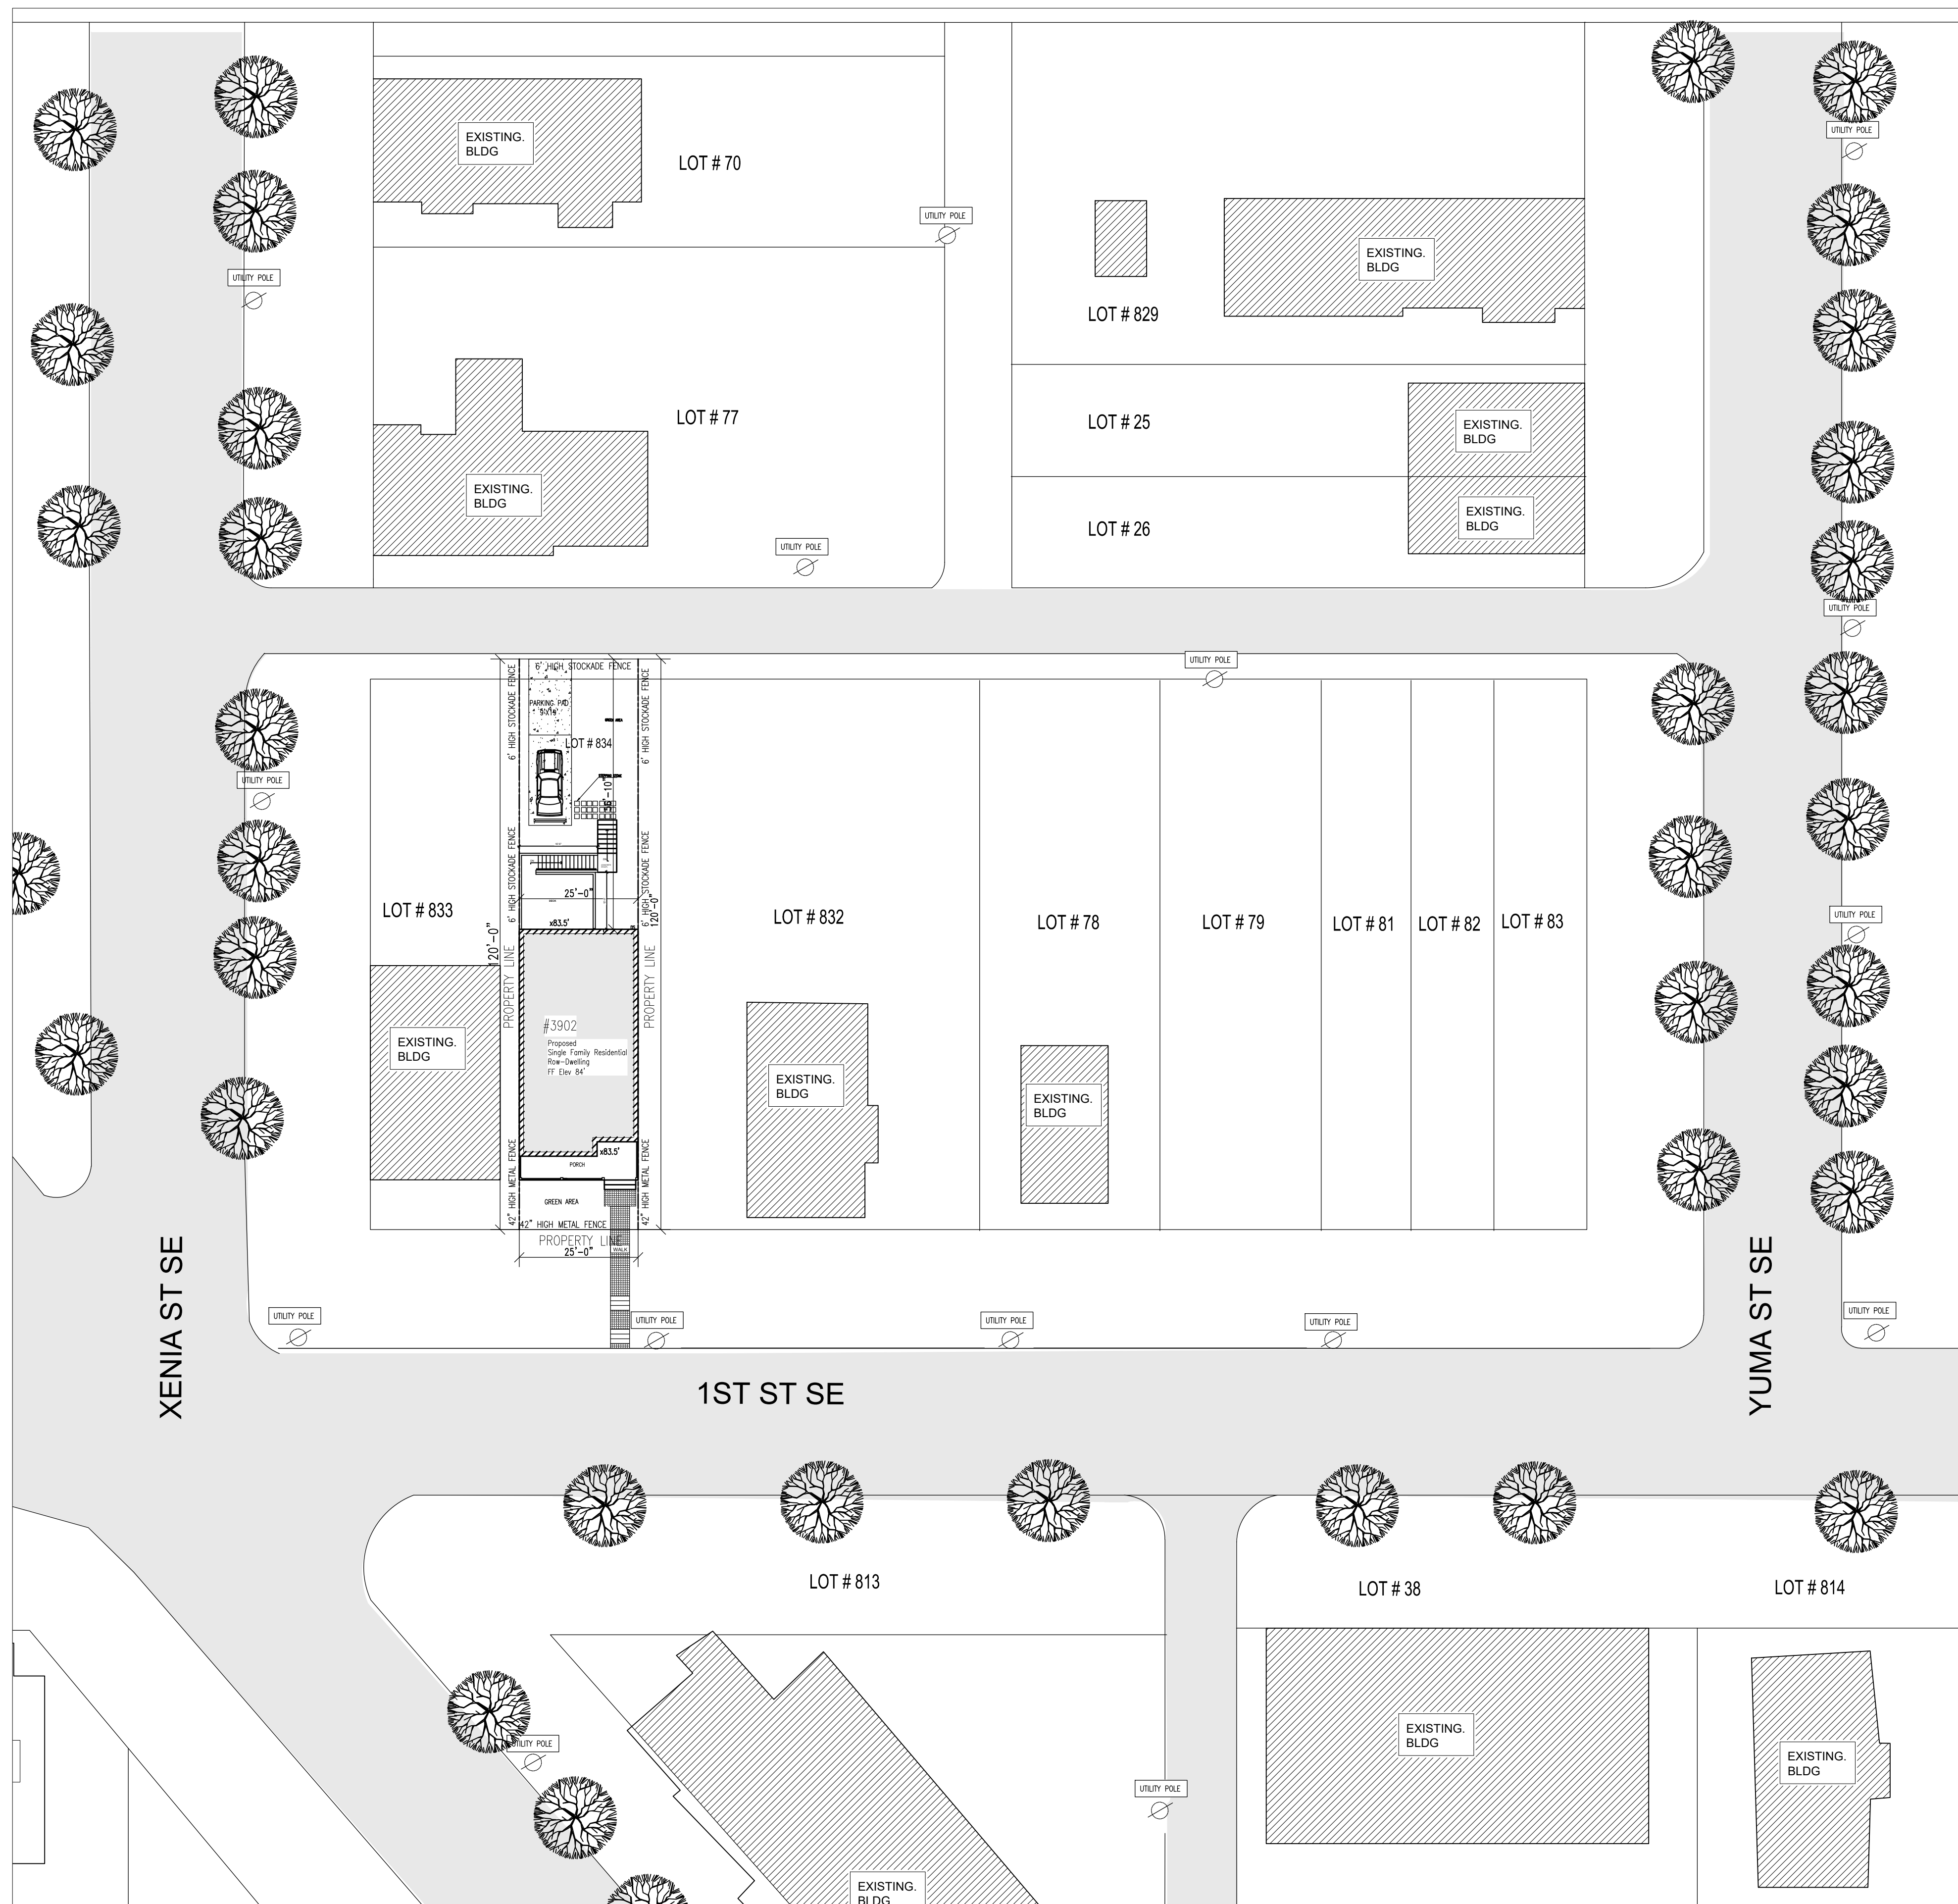 EXISTING.
BLDG
LOT # 70
UTILITY POLE
UTILITY POLE
EXISTING.
BLDG
UTILITY POLE
LOT # 829
LOT # 77
LOT # 25
EXISTING.
BLDG
EXISTING.
BLDG
LOT # 26
EXISTING.
BLDG
UTILITY POLE
UTILITY POLE
UTILITY POLE
6' HIGH STOCKADE FENCE
6' HIGH STOCKADE FENCE
6' HIGH STOCKADE FENCE
PARKING PAD
9'X19'
GREEN AREA
LOT # 834
STEPPING STONE
36'-10"
UTILITY POLE
6' HIGH STOCKADE FENCE
6' HIGH STOCKADE FENCE
25'-0"
x83.5'
120'-0"
120'-0"
PROPERTY LINE
PROPERTY LINE
LOT # 833
LOT # 832
LOT # 78
LOT # 79
LOT # 81
LOT # 82
LOT # 83
UTILITY POLE
EXISTING.
BLDG
#3902
Proposed
Single Family Residential
Row-Dwelling
FF Elev 84'
EXISTING.
BLDG
EXISTING.
BLDG
x83.5'
PORCH
42" HIGH METAL FENCE
42" HIGH METAL FENCE
GREEN AREA
42" HIGH METAL FENCE
PROPERTY LINE
WALK
25'-0"
XENIA ST SE
YUMA ST SE
UTILITY POLE
UTILITY POLE
UTILITY POLE
UTILITY POLE
UTILITY POLE
1ST ST SE
LOT # 813
LOT # 38
LOT # 814
UTILITY POLE
EXISTING.
BLDG
EXISTING.
BLDG
UTILITY POLE
EXISTING.
BLDG